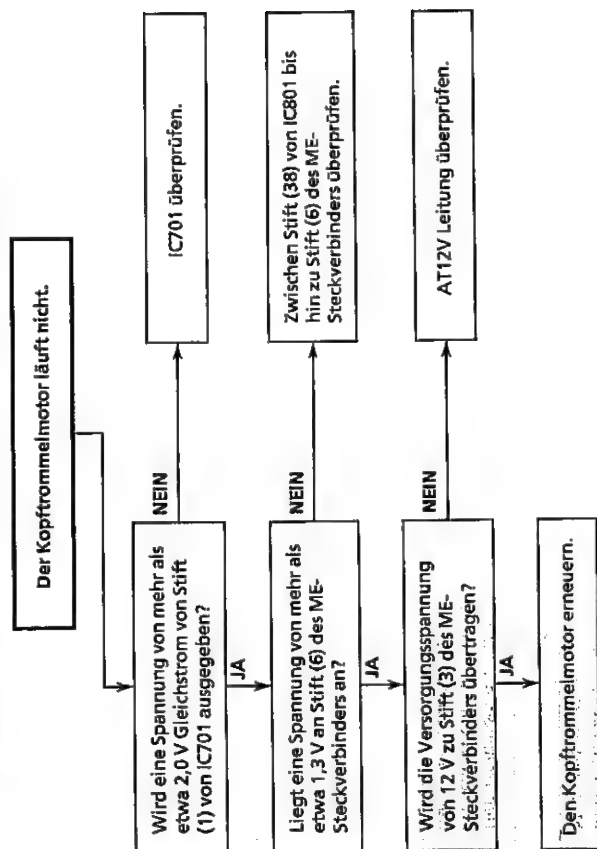 Der Kopftrommelmotor läuft nicht.
Wird eine Spannung von mehr als
etwa 2,0 V Gleichstrom von Stift
(1) von IC701 ausgegeben?
NEIN
IC701 überprüfen.
JA
Liegt eine Spannung von mehr als
etwa 1,3 V an Stift (6) des ME-
Steckverbinders an?
NEIN
Zwischen Stift (38) von IC801 bis
hin zu Stift (6) des ME-
Steckverbinders überprüfen.
JA
Wird die Versorgungsspannung
von 12 V zu Stift (3) des ME-
Steckverbinders übertragen?
NEIN
AT12V Leitung überprüfen.
JA
Den Kopftrommelmotor erneuern.